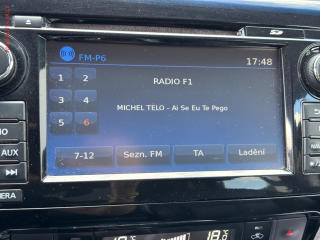 FM-P6
17:48
1 2
RADIO F1
3 4
MICHEL TELO - Ai Se Eu Te Pego
5 6
7-12
Sezn. FM
TA
Ladění
AUX
18.